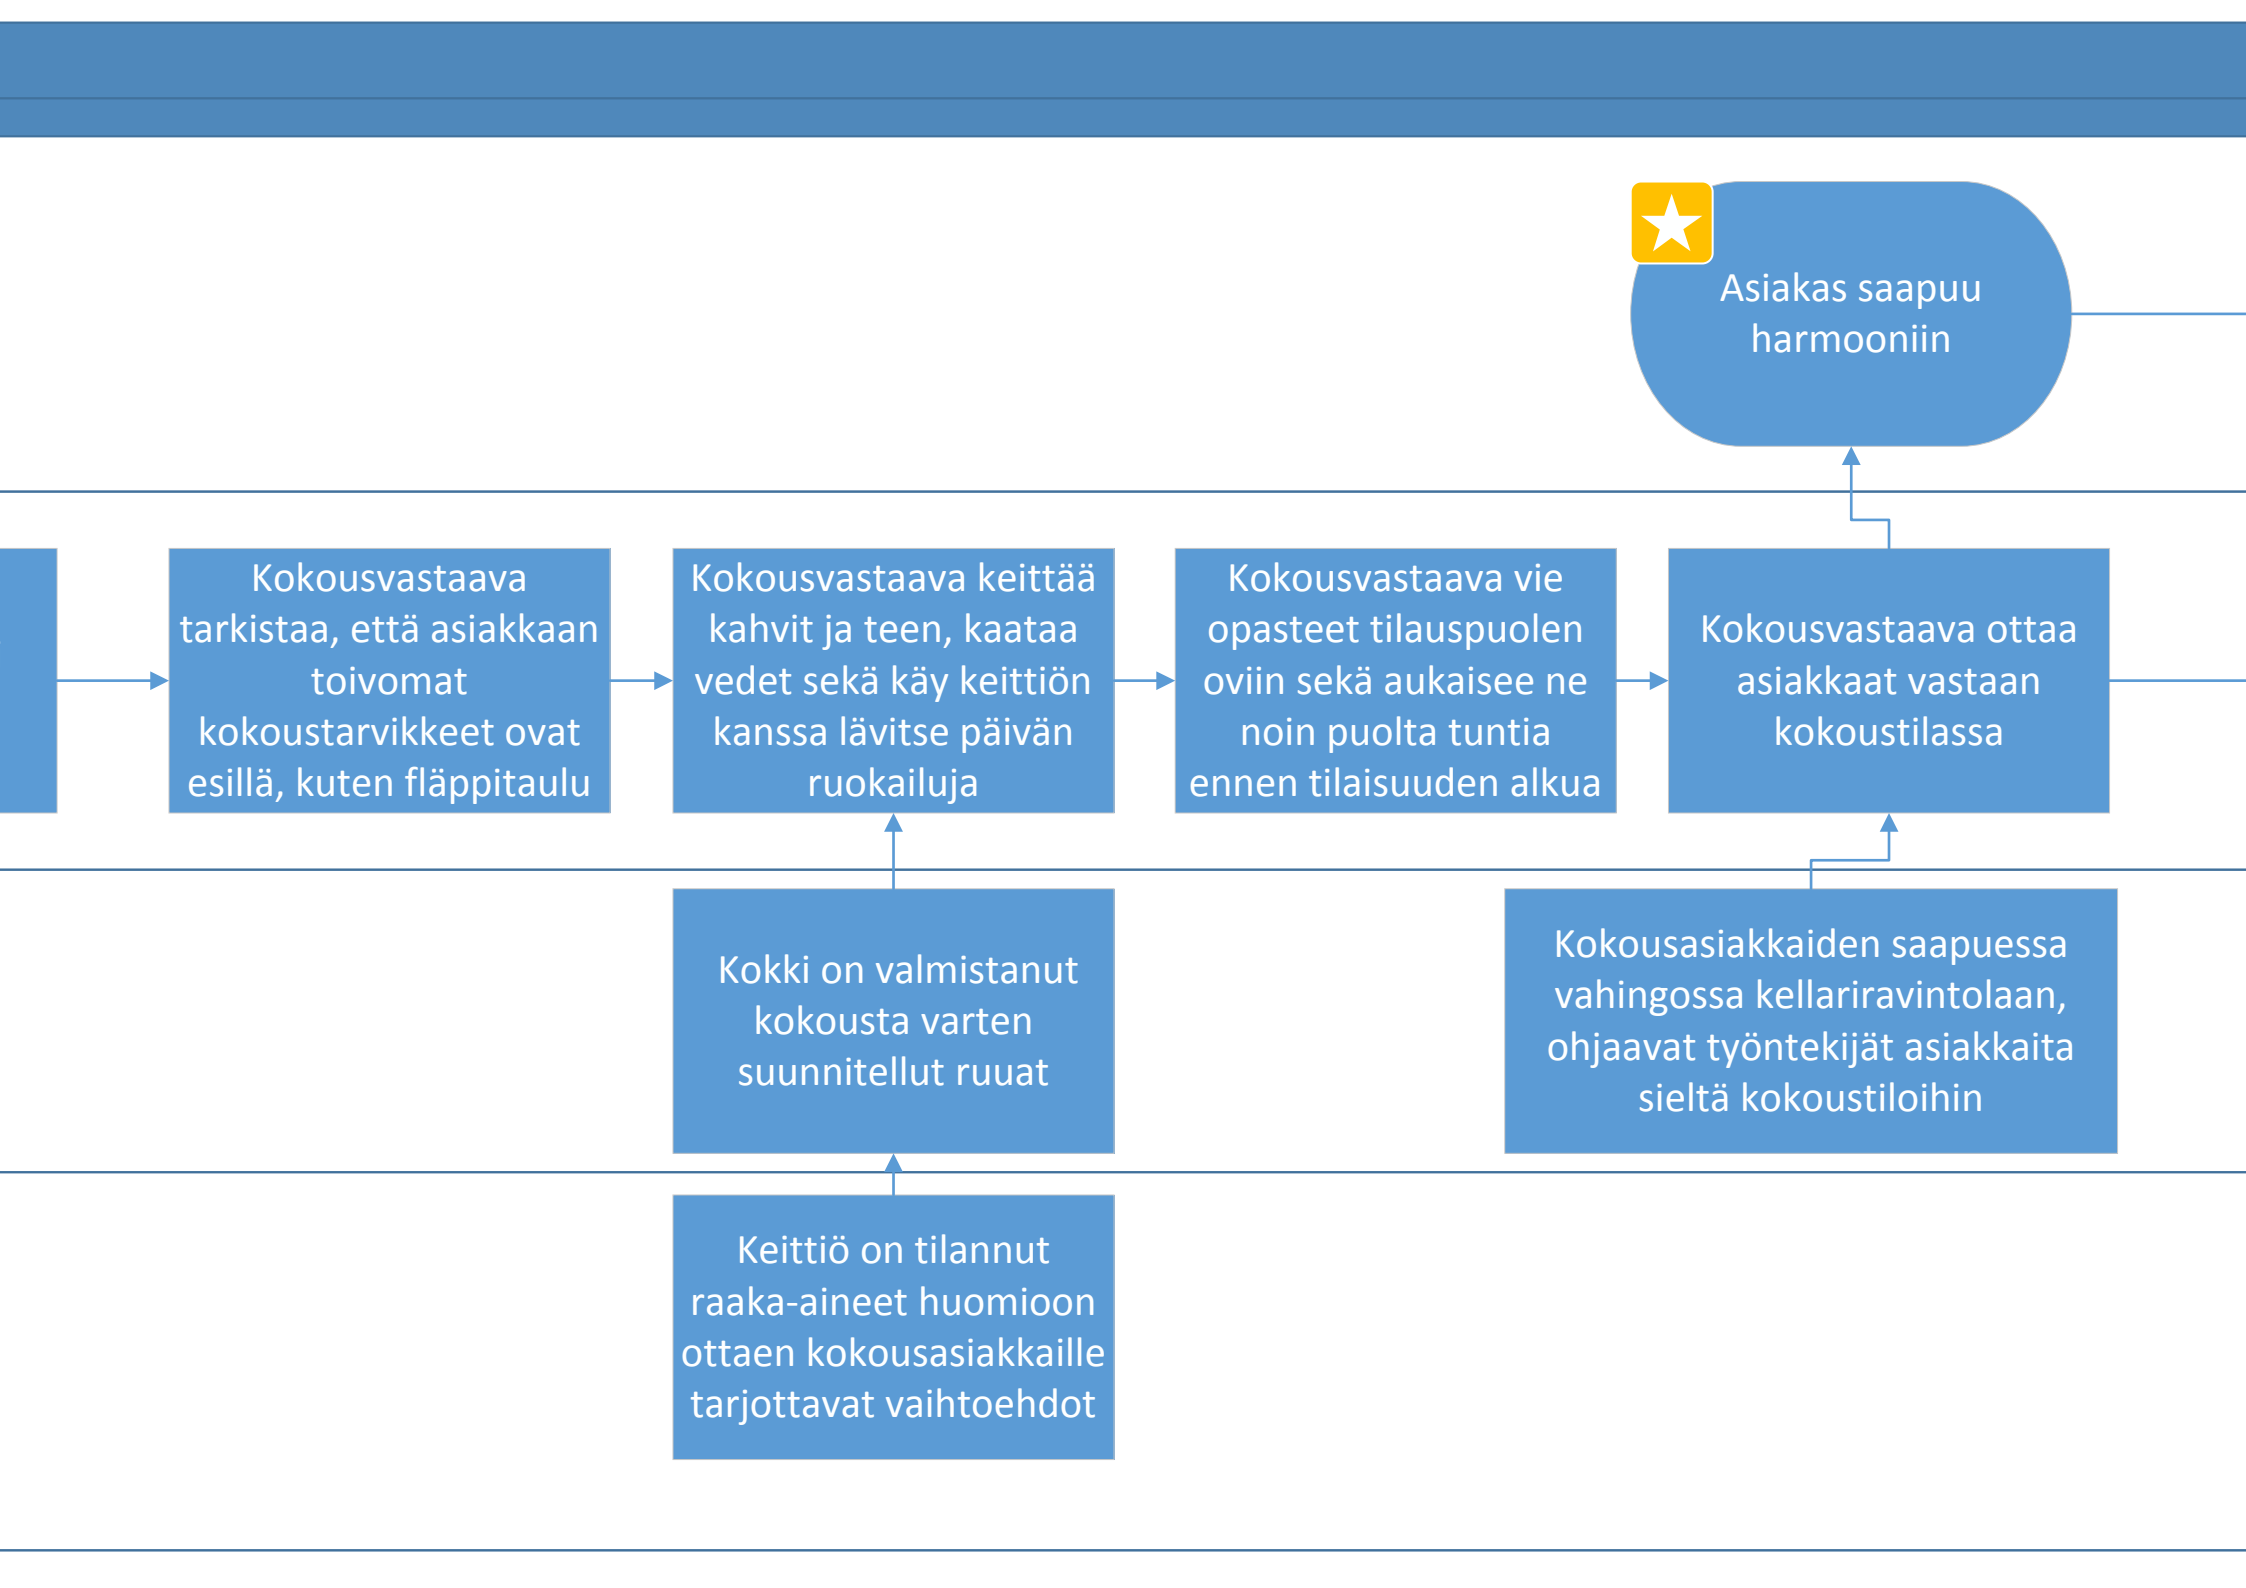 Asiakas saapuu
harmooniin
Kokousvastaava
tarkistaa, että asiakkaan
toivomat
kokoustarvikkeet ovat
esillä, kuten fläppitaulu
Kokousvastaava keittää
kahvit ja teen, kaataa
vedet sekä käy keittiön
kanssa lävitse päivän
ruokailuja
Kokousvastaava vie
opasteet tilauspuolen
oviin sekä aukaisee ne
noin puolta tuntia
ennen tilaisuuden alkua
Kokousvastaava ottaa
asiakkaat vastaan
kokoustilassa
Kokki on valmistanut
kokousta varten
suunnitellut ruuat
Kokousasiakkaiden saapuessa
vahingossa kellariravintolaan,
ohjaavat työntekijät asiakkaita
sieltä kokoustiloihin
Keittiö on tilannut
raaka-aineet huomioon
ottaen kokousasiakkaille
tarjottavat vaihtoehdot